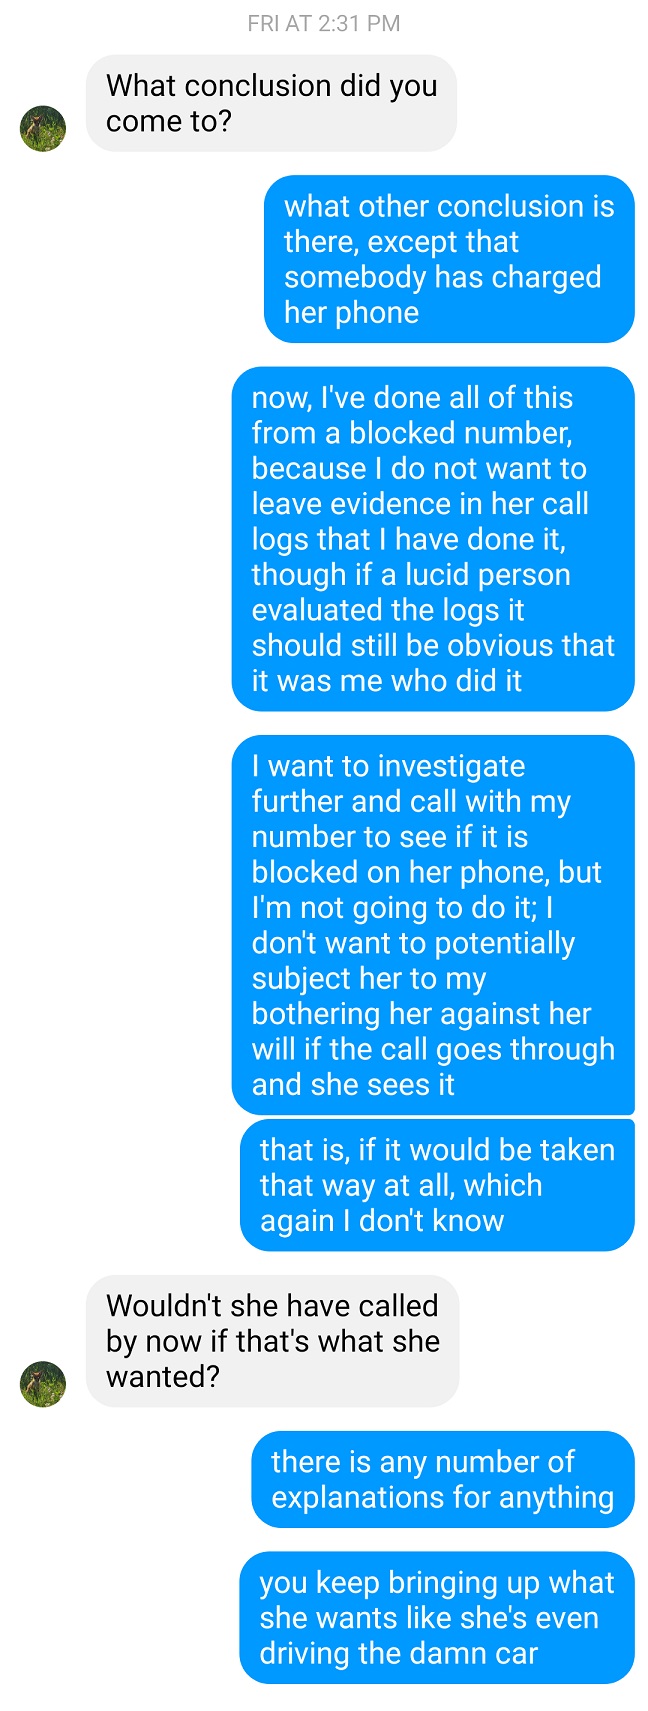 FRI AT 2:31 PM
What conclusion did you
come to?
what other conclusion is
there, except that
somebody has charged
her phone
now, I've done all of this
from a blocked number,
because I do not want to
leave evidence in her call
logs that I have done it,
though if a lucid person
evaluated the logs it
should still be obvious that
it was me who did it
I want to investigate
further and call with my
number to see if it is
blocked on her phone, but
I'm not going to do it; I
don't want to potentially
subject her to my
bothering her against her
will if the call goes through
and she sees it
that is, if it would be taken
that way at all, which
again I don't know
Wouldn't she have called
by now if that's what she
wanted?
there is any number of
explanations for anything
you keep bringing up what
she wants like she's even
driving the damn car